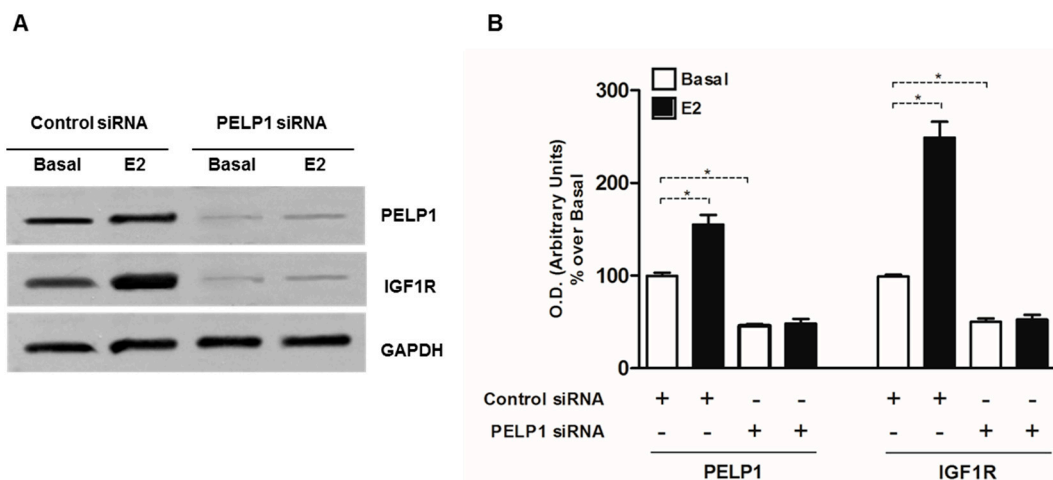 A
Control siRNA PELP1 siRNA
Basal E2 Basal E2
PELP1
IGF1R
GAPDH
B
Basal
E2
O.D. (Arbitrary Units)
% over Basal
300
200
100
0
* * * *
Control siRNA + + - - + + - -
PELP1 siRNA - - + + - - + +
PELP1 IGF1R